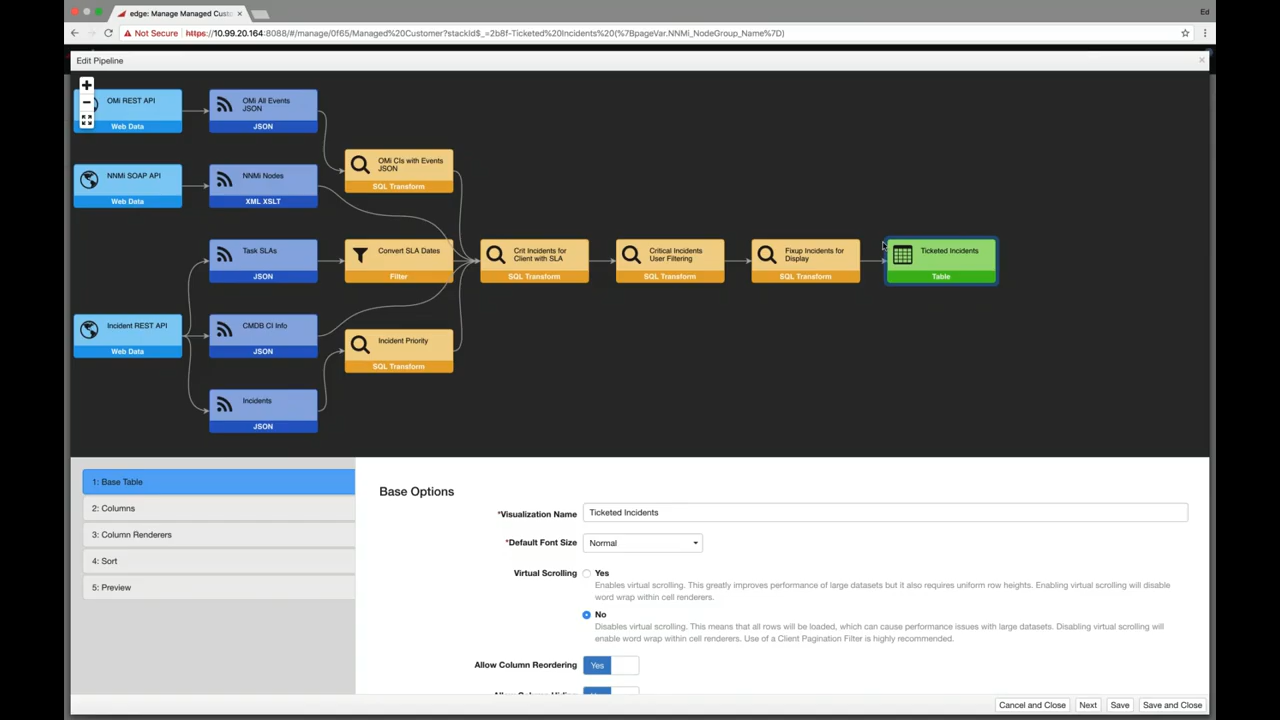 edge: Manage Managed Custo
Ed
Not Secure
https://10.99.20.164:8088/#/manage/0f65/Managed%20Customer?stackId$_=2b8f-Ticketed%20Incidents%20(%7BpageVar.NNMi_NodeGroup_Name%7D)
Edit Pipeline
OMi REST API
Web Data
OMi All Events
JSON
JSON
OMi CIs with Events
JSON
SQL Transform
NNMi SOAP API
Web Data
NNMi Nodes
XML XSLT
Task SLAs
JSON
Convert SLA Dates
Filter
Crit Incidents for
Client with SLA
SQL Transform
Critical Incidents
User Filtering
SQL Transform
Fixup Incidents for
Display
SQL Transform
Ticketed Incidents
Table
Incident REST API
Web Data
CMDB CI Info
JSON
Incident Priority
SQL Transform
Incidents
JSON
1: Base Table
2: Columns
3: Column Renderers
4: Sort
5: Preview
Base Options
*Visualization Name
Ticketed Incidents
*Default Font Size
Normal
Virtual Scrolling
Yes
Enables virtual scrolling. This greatly improves performance of large datasets but it also requires uniform row heights. Enabling virtual scrolling will disable
word wrap within cell renderers.
No
Disables virtual scrolling. This means that all rows will be loaded, which can cause performance issues with large datasets. Disabling virtual scrolling will
enable word wrap within cell renderers. Use of a Client Pagination Filter is highly recommended.
Allow Column Reordering
Yes
Cancel and Close
Next
Save
Save and Close